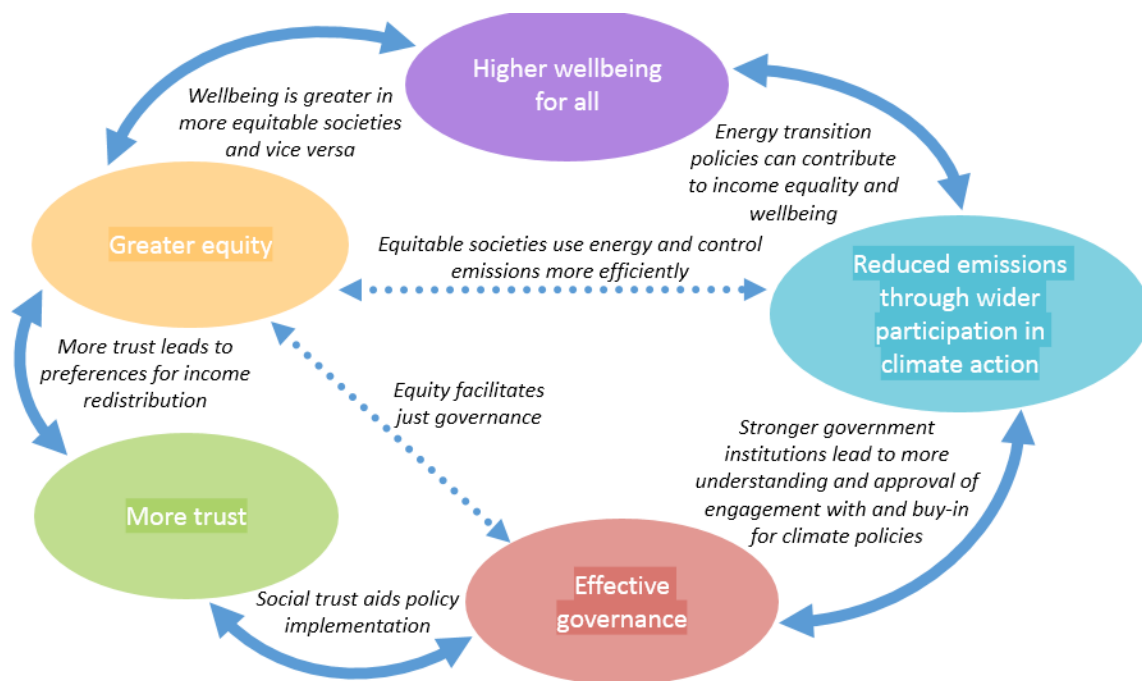 Higher wellbeing
for all
Wellbeing is greater in
more equitable societies
and vice versa
Energy transition
policies can contribute
to income equality and
wellbeing
Greater equity
Equitable societies use energy and control
emissions more efficiently
Reduced emissions
through wider
participation in
climate action
More trust leads to
preferences for income
redistribution
Equity facilitates
just governance
Stronger government
institutions lead to more
understanding and approval of
engagement with and buy-in
for climate policies
More trust
Social trust aids policy
implementation
Effective
governance